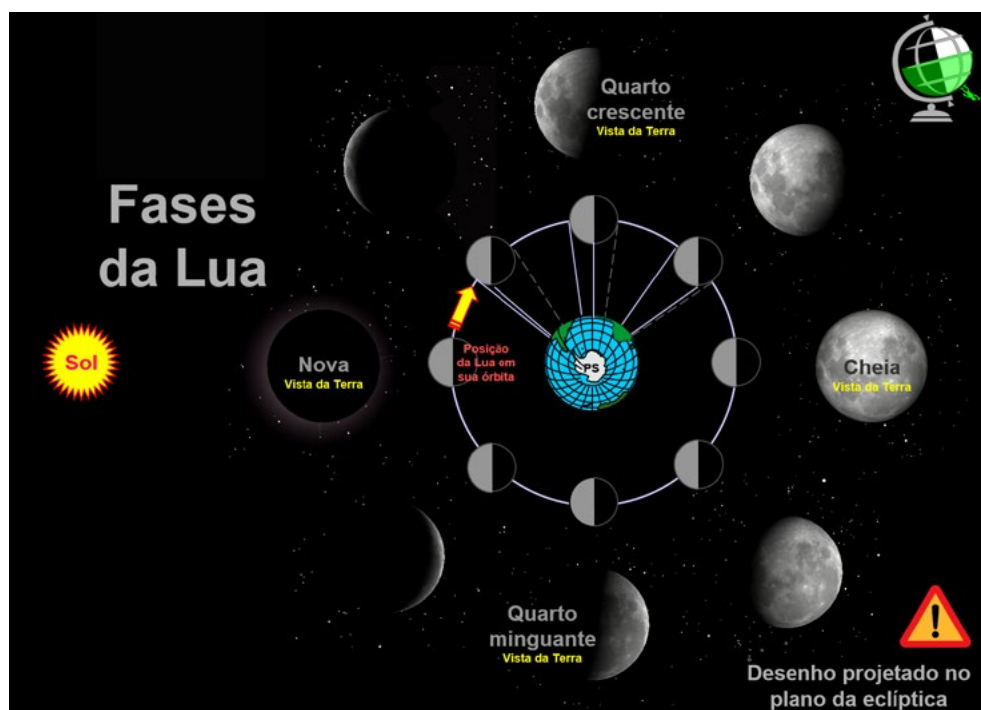 Quarto
crescente
Vista da Terra
Fases
da Lua
Sol
Nova
Vista da Terra
Posição
da Lua em
sua órbita
PS
Cheia
Vista da Terra
Quarto
minguante
Vista da Terra
Desenho projetado no
plano da eclíptica